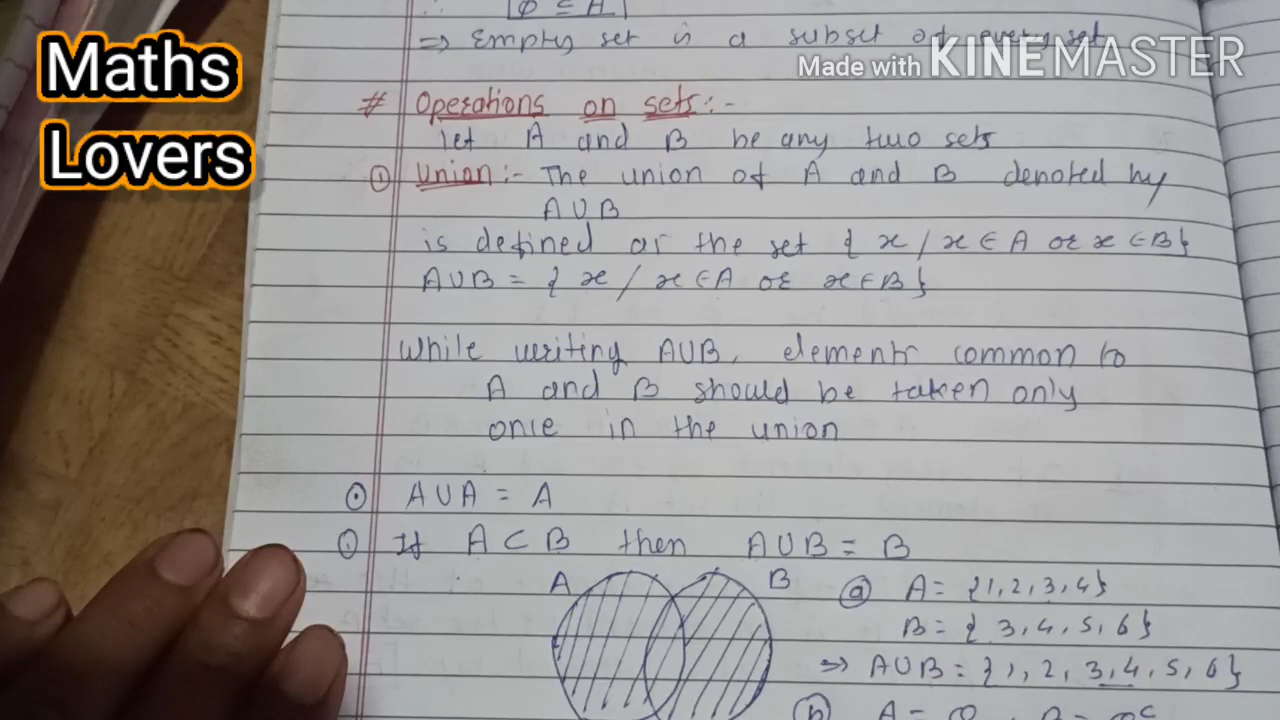 Maths
Lovers
Made with KINEMASTER
∴ ϕ ⊆ A
⇒ Empty set is a subset of every set
# Operations on sets:-
let A and B be any two sets
① Union:- The union of A and B denoted by
A∪B
is defined as the set { x / x ∈ A or x ∈ B}
A∪B = { x / x ∈ A or x ∈ B}
While writing A∪B, elements common to
A and B should be taken only
once in the union
⊙ A∪A = A
⊙ If A ⊂ B then A∪B = B
A B
ⓐ A = {1, 2, 3, 4}
B = { 3, 4, 5, 6}
⇒ A∪B = {1, 2, 3, 4, 5, 6}
ⓑ A =